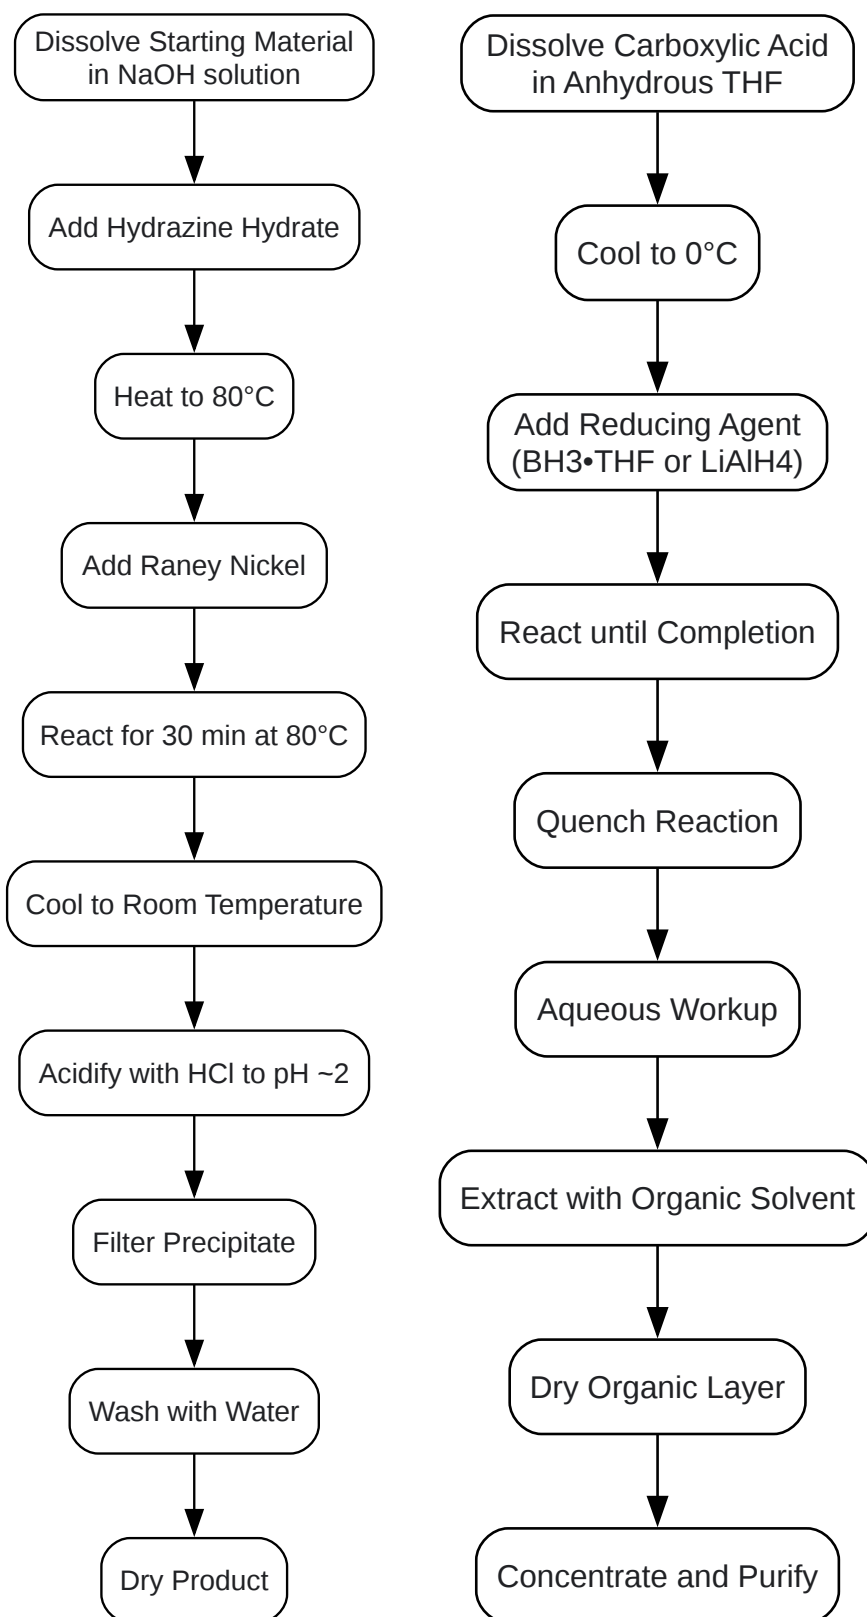 Dissolve Starting Material
in NaOH solution
Add Hydrazine Hydrate
Heat to 80°C
Add Raney Nickel
React for 30 min at 80°C
Cool to Room Temperature
Acidify with HCl to pH ~2
Filter Precipitate
Wash with Water
Dry Product
Dissolve Carboxylic Acid
in Anhydrous THF
Cool to 0°C
Add Reducing Agent
(BH3•THF or LiAlH4)
React until Completion
Quench Reaction
Aqueous Workup
Extract with Organic Solvent
Dry Organic Layer
Concentrate and Purify